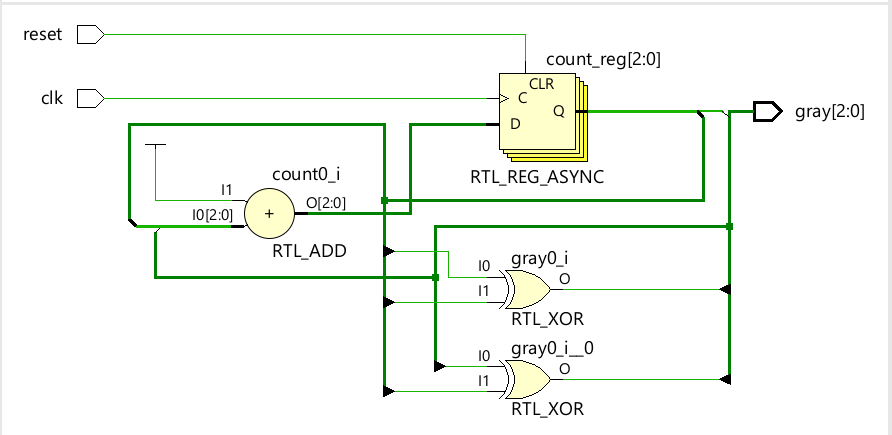 reset
count_reg[2:0]
CLR
clk
C
Q
gray[2:0]
D
count0_i
RTL_REG_ASYNC
I1
O[2:0]
I0[2:0]
+
RTL_ADD
gray0_i
I0
O
I1
RTL_XOR
gray0_i__0
I0
O
I1
RTL_XOR